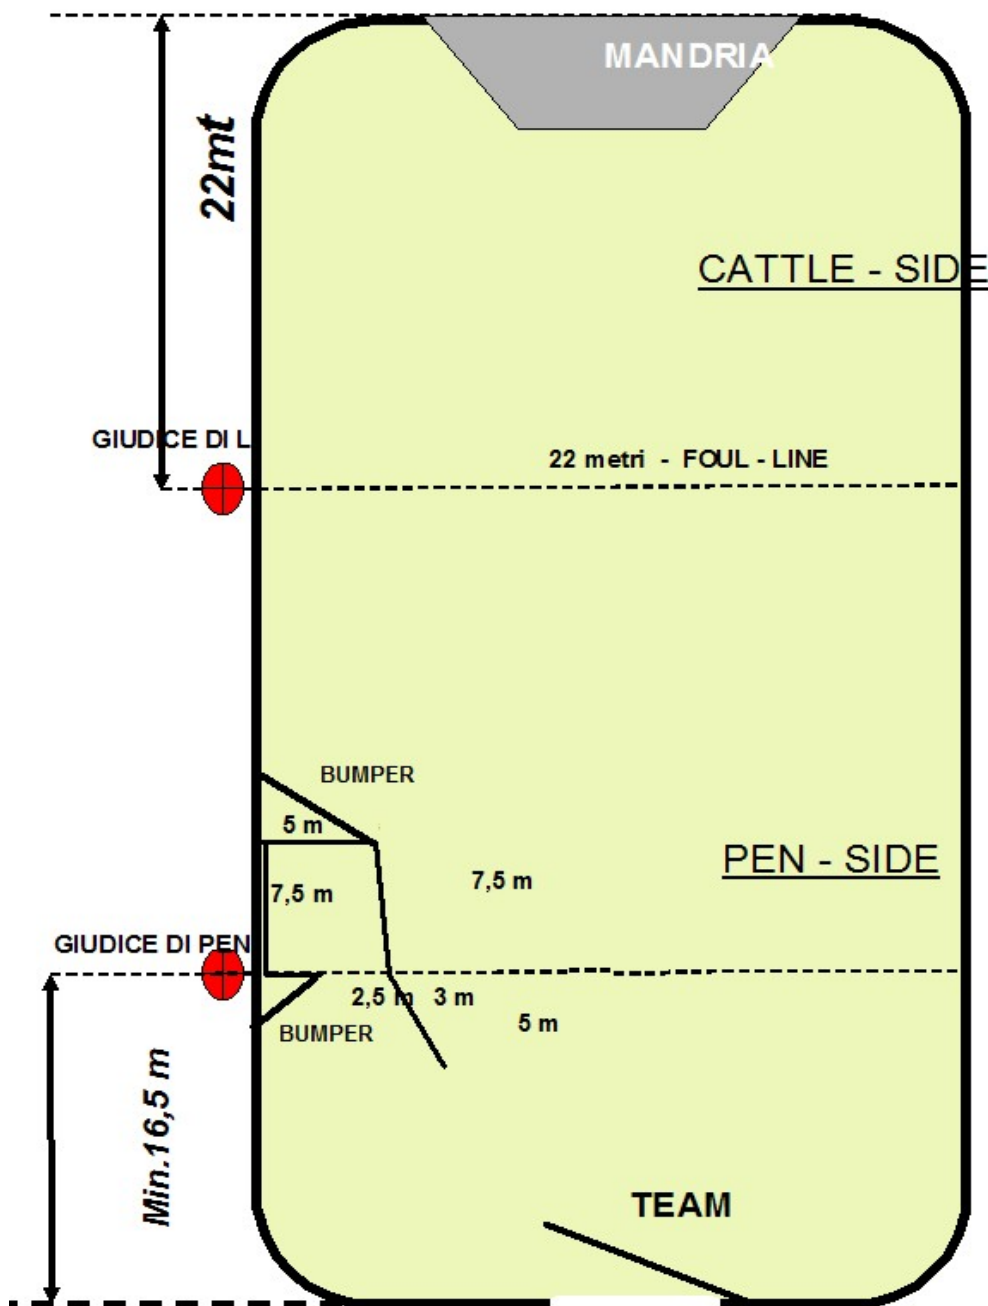 MANDRIA
22mt
CATTLE - SIDE
GIUDICE DI L
22 metri - FOUL - LINE
BUMPER
5 m
PEN - SIDE
7,5 m
7,5 m
GIUDICE DI PEN
2,5 m
3 m
5 m
BUMPER
Min.16,5 m
TEAM